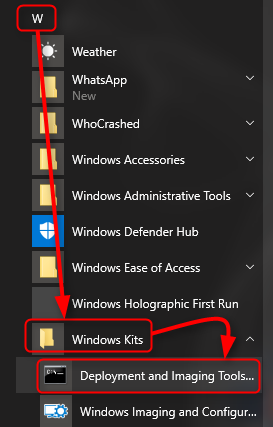 W
Weather
WhatsApp
New
WhoCrashed
Windows Accessories
Windows Administrative Tools
Windows Defender Hub
Windows Ease of Access
Windows Holographic First Run
Windows Kits
Deployment and Imaging Tools...
Windows Imaging and Configur...